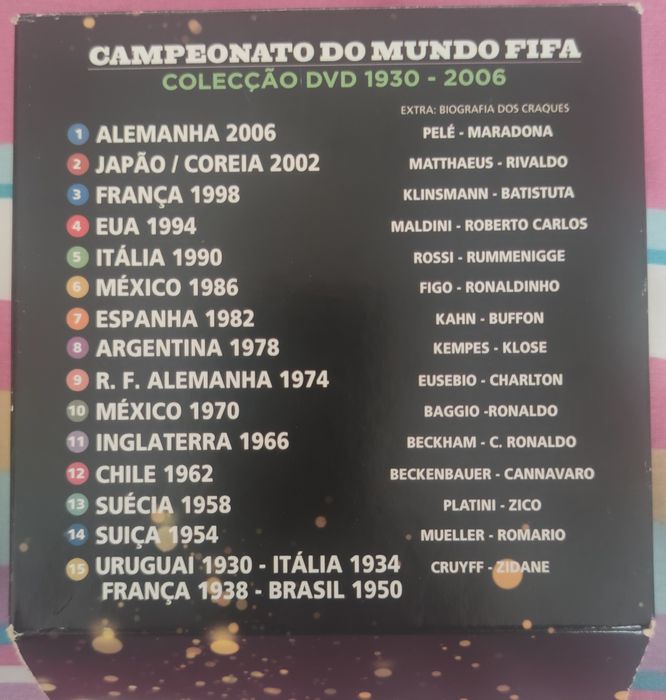 CAMPEONATO DO MUNDO FIFA
COLECÇÃO DVD 1930 - 2006
EXTRA: BIOGRAFIA DOS CRAQUES
1 ALEMANHA 2006 PELÉ - MARADONA
2 JAPÃO / COREIA 2002 MATTHAEUS - RIVALDO
3 FRANÇA 1998 KLINSMANN - BATISTUTA
4 EUA 1994 MALDINI - ROBERTO CARLOS
5 ITÁLIA 1990 ROSSI - RUMMENIGGE
6 MÉXICO 1986 FIGO - RONALDINHO
7 ESPANHA 1982 KAHN - BUFFON
8 ARGENTINA 1978 KEMPES - KLOSE
9 R. F. ALEMANHA 1974 EUSEBIO - CHARLTON
10 MÉXICO 1970 BAGGIO -RONALDO
11 INGLATERRA 1966 BECKHAM - C. RONALDO
12 CHILE 1962 BECKENBAUER - CANNAVARO
13 SUÉCIA 1958 PLATINI - ZICO
14 SUIÇA 1954 MUELLER - ROMARIO
15 URUGUAI 1930 - ITÁLIA 1934 CRUYFF - ZIDANE
FRANÇA 1938 - BRASIL 1950